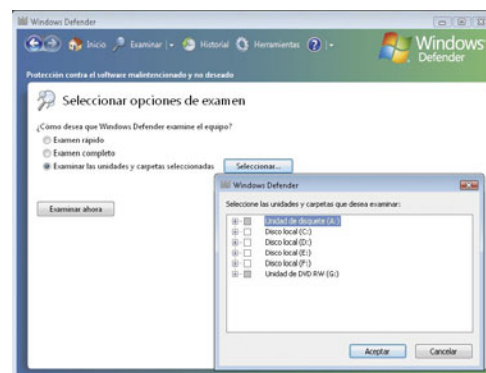 Windows Defender
Inicio Examinar Historial Herramientas
Windows
Defender
Protección contra el software malintencionado y no deseado
Seleccionar opciones de examen
¿Cómo desea que Windows Defender examine el equipo?
Examen rápido
Examen completo
Examinar las unidades y carpetas seleccionadas Seleccionar...
Examinar ahora
Windows Defender
Seleccione las unidades y carpetas que desea examinar:
Unidad de disquete (A:)
Disco local (C:)
Disco local (D:)
Disco local (E:)
Disco local (F:)
Unidad de DVD RW (G:)
Aceptar Cancelar